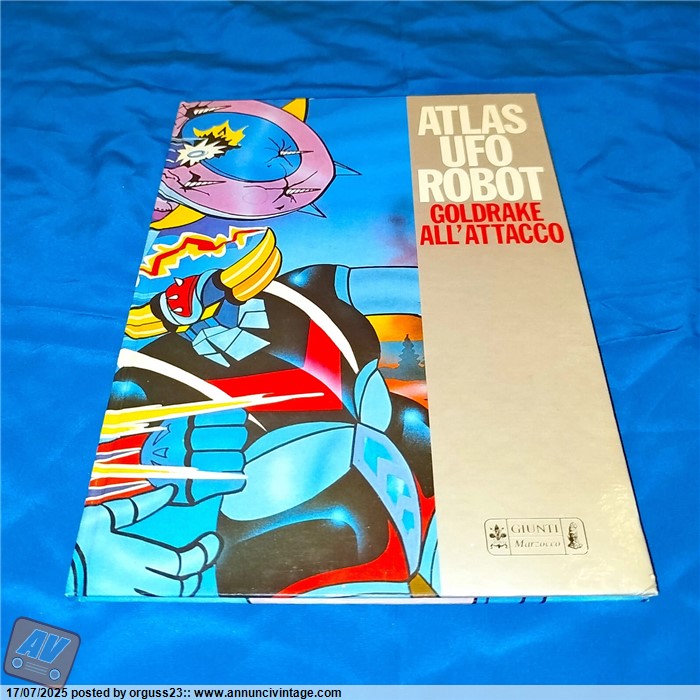 ATLAS
UFO
ROBOT
GOLDRAKE
ALL'ATTACCO
GIUNTI
Marzocco
AV
17/07/2025 posted by orguss23:: www.annuncivintage.com